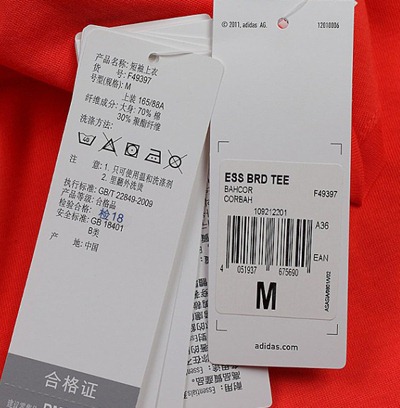 产品名称: 短袖上衣
货 号: F49397
号型(规格): M
上装 165/88A
纤维成分: 大身: 70% 棉
30% 聚酯纤维
洗涤方法:
注 意: 1. 只可使用温和洗涤剂
2. 里翻外洗烫
执行标准: GB/T 22849-2009
产品等级: 合格品
检验合格: 检18
安全标准: GB 18401
B类
产 地: 中国
合格证
© 2011, adidas AG.
12010006
ESS BRD TEE
BAHCOR
CORBAH
F49397
109212201
A36
EAN
4 051937 675690
M
adidas.com